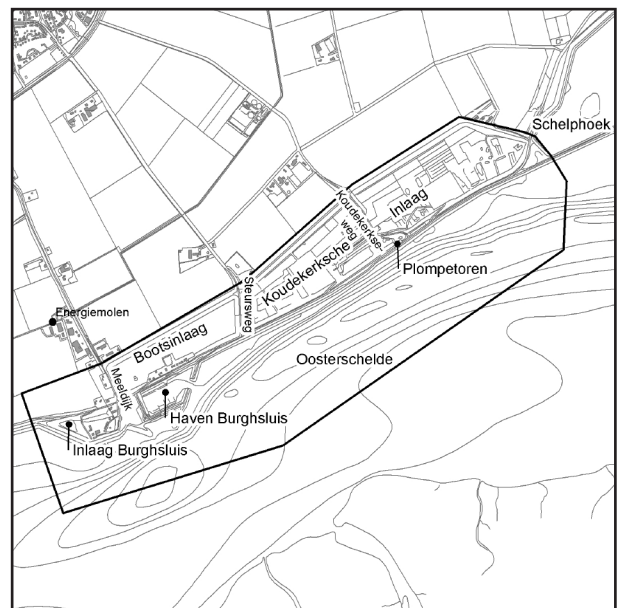 Schelphoek
Koudekerkse
weg
Inlaag
Koudekerksche
Plompetoren
Steursweg
Energiemolen
Bootsinlaag
Oosterschelde
Meeldijk
Haven Burghsluis
Inlaag Burghsluis